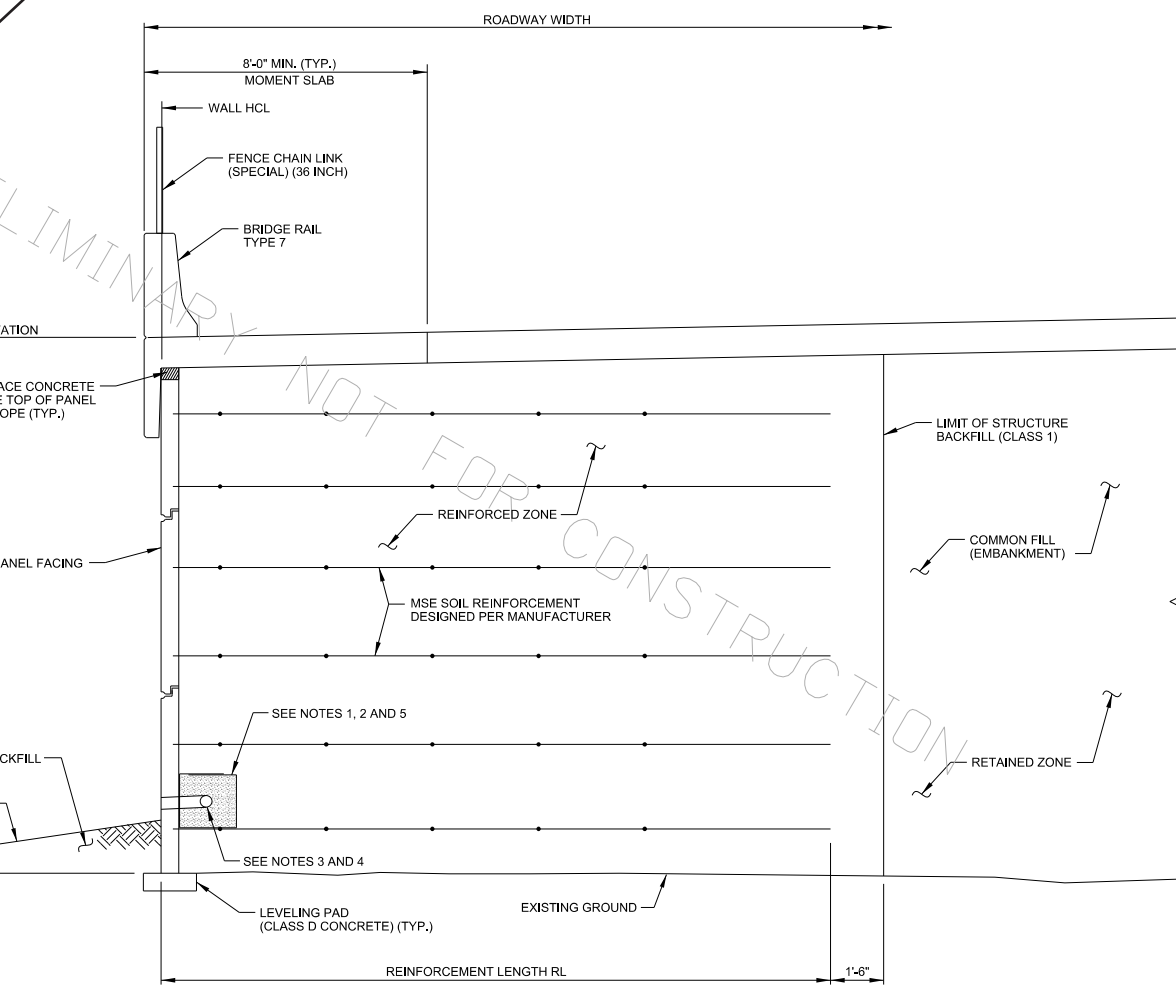 ROADWAY WIDTH
8'-0" MIN. (TYP.)
MOMENT SLAB
WALL HCL
FENCE CHAIN LINK
(SPECIAL) (36 INCH)
BRIDGE RAIL
TYPE 7
LIMINARY NOT FOR CONSTRUCTION
ATION
ACE CONCRETE
TOP OF PANEL
OPE (TYP.)
LIMIT OF STRUCTURE
BACKFILL (CLASS 1)
REINFORCED ZONE
COMMON FILL
(EMBANKMENT)
ANEL FACING
MSE SOIL REINFORCEMENT
DESIGNED PER MANUFACTURER
SEE NOTES 1, 2 AND 5
CKFILL
RETAINED ZONE
SEE NOTES 3 AND 4
LEVELING PAD
(CLASS D CONCRETE) (TYP.)
EXISTING GROUND
REINFORCEMENT LENGTH RL
1'-6"